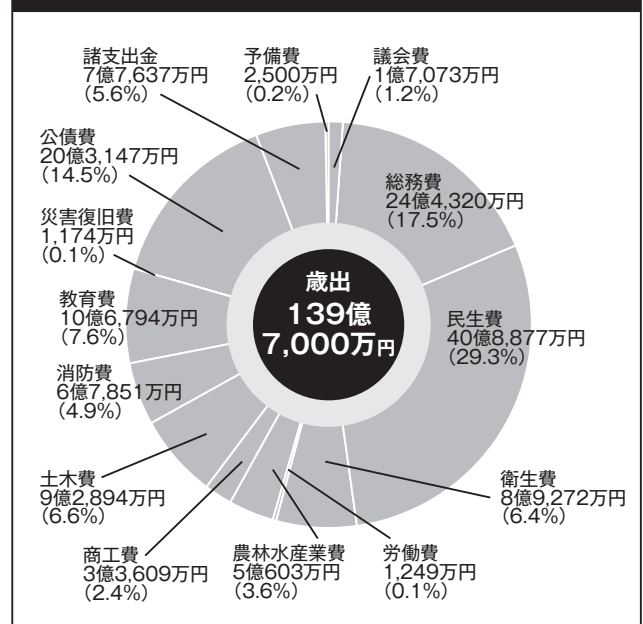 諸支出金
7億7,637万円
(5.6%)
予備費
2,500万円
(0.2%)
議会費
1億7,073万円
(1.2%)
公債費
20億3,147万円
(14.5%)
総務費
24億4,320万円
(17.5%)
災害復旧費
1,174万円
(0.1%)
歳出
139億
7,000万円
教育費
10億6,794万円
(7.6%)
民生費
40億8,877万円
(29.3%)
消防費
6億7,851万円
(4.9%)
土木費
9億2,894万円
(6.6%)
衛生費
8億9,272万円
(6.4%)
商工費
3億3,609万円
(2.4%)
農林水産業費
5億603万円
(3.6%)
労働費
1,249万円
(0.1%)